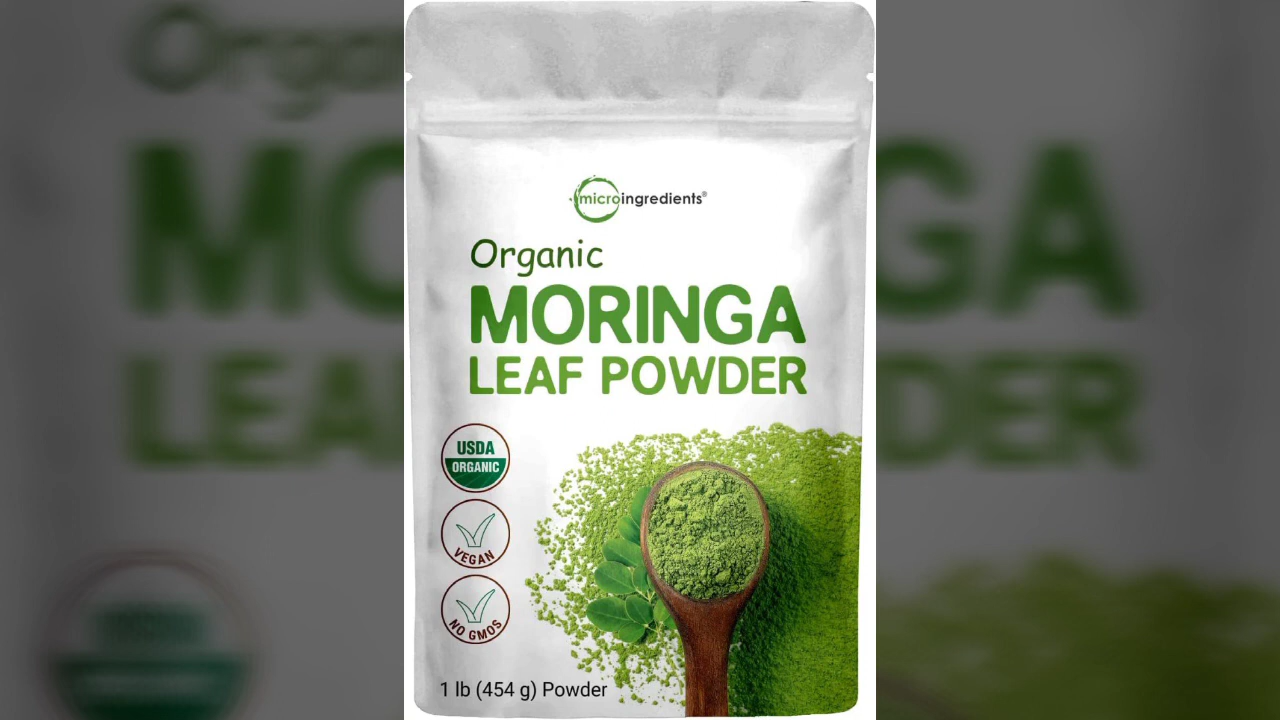 microingredients®
Organic
MORINGA
LEAF POWDER
USDA
ORGANIC
VEGAN
NO GMOS
1 lb (454 g) Powder